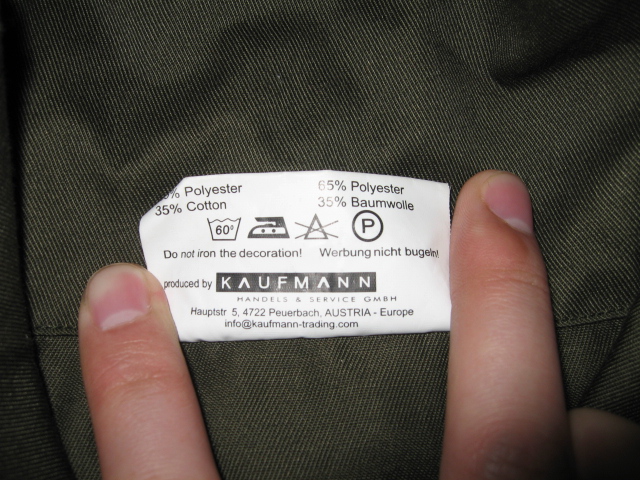 % Polyester 65% Polyester
35% Cotton 35% Baumwolle
60° P
Do not iron the decoration! Werbung nicht bugeln!
produced by KAUFMANN
HANDELS & SERVICE GMBH
Hauptstr 5, 4722 Peuerbach, AUSTRIA - Europe
info@kaufmann-trading.com